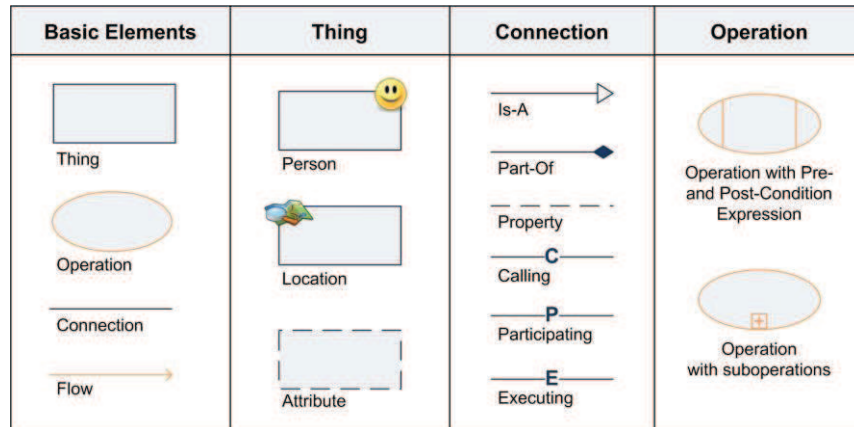 Basic Elements
Thing
Connection
Operation
Thing
Operation
Connection
Flow
Person
Location
Attribute
Is-A
Part-Of
Property
C
Calling
P
Participating
E
Executing
Operation with Pre-
and Post-Condition
Expression
Operation
with suboperations